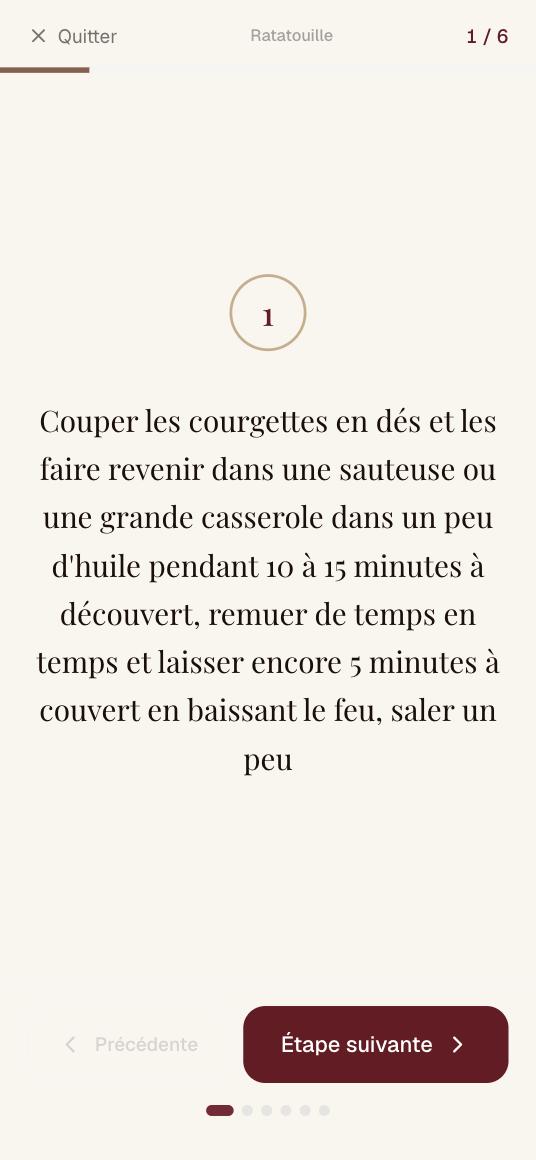 Quitter
Ratatouille
1 / 6
1
Couper les courgettes en dés et les
faire revenir dans une sauteuse ou
une grande casserole dans un peu
d'huile pendant 10 à 15 minutes à
découvert, remuer de temps en
temps et laisser encore 5 minutes à
couvert en baissant le feu, saler un
peu
Précédente
Étape suivante